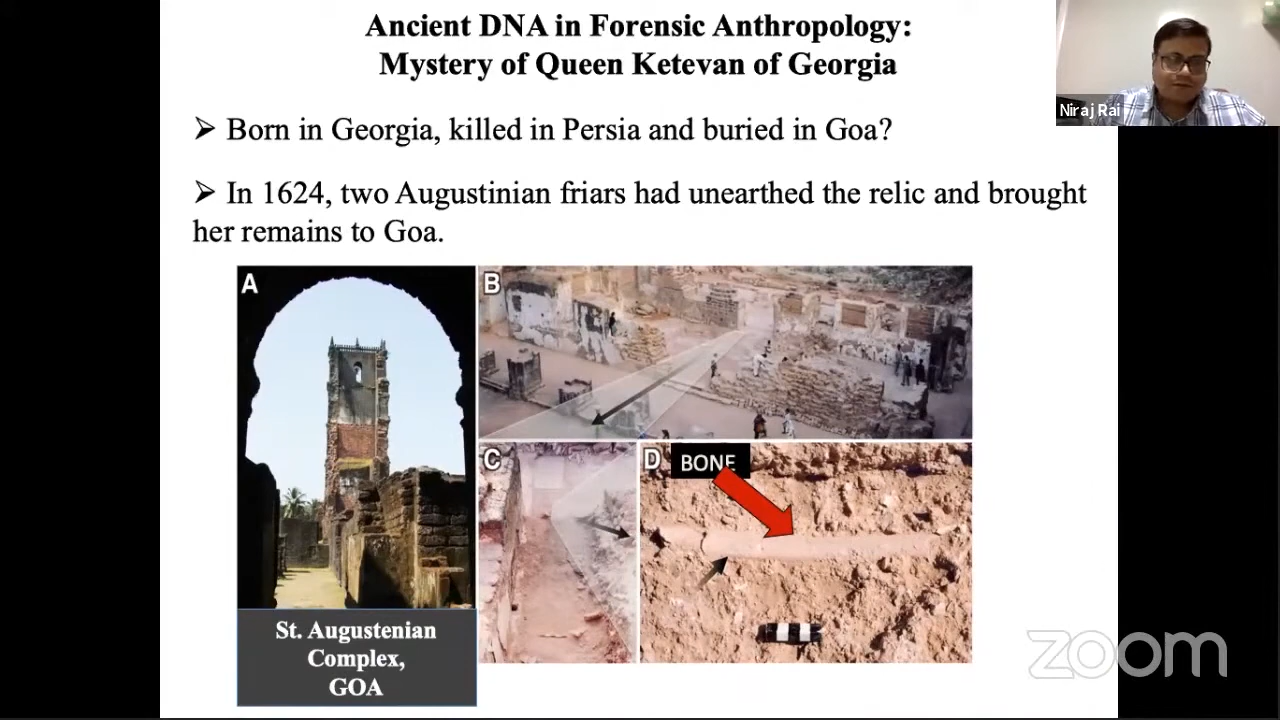 Ancient DNA in Forensic Anthropology:
Mystery of Queen Ketevan of Georgia
Niraj Rai
➢ Born in Georgia, killed in Persia and buried in Goa?
➢ In 1624, two Augustinian friars had unearthed the relic and brought
her remains to Goa.
A
B
C
D
BONE
St. Augustenian
Complex,
GOA
zoom